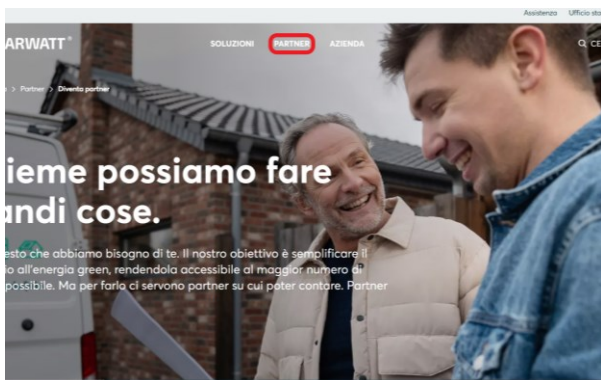 Assistenza Ufficio sta
ARWATT®
SOLUZIONI PARTNER AZIENDA
CE
> Partner > Diventa partner
ieme possiamo fare
andi cose.
esto che abbiamo bisogno di te. Il nostro obiettivo è semplificare il
io all'energia green, rendendola accessibile al maggior numero di
possibile. Ma per farlo ci servono partner su cui poter contare. Partner